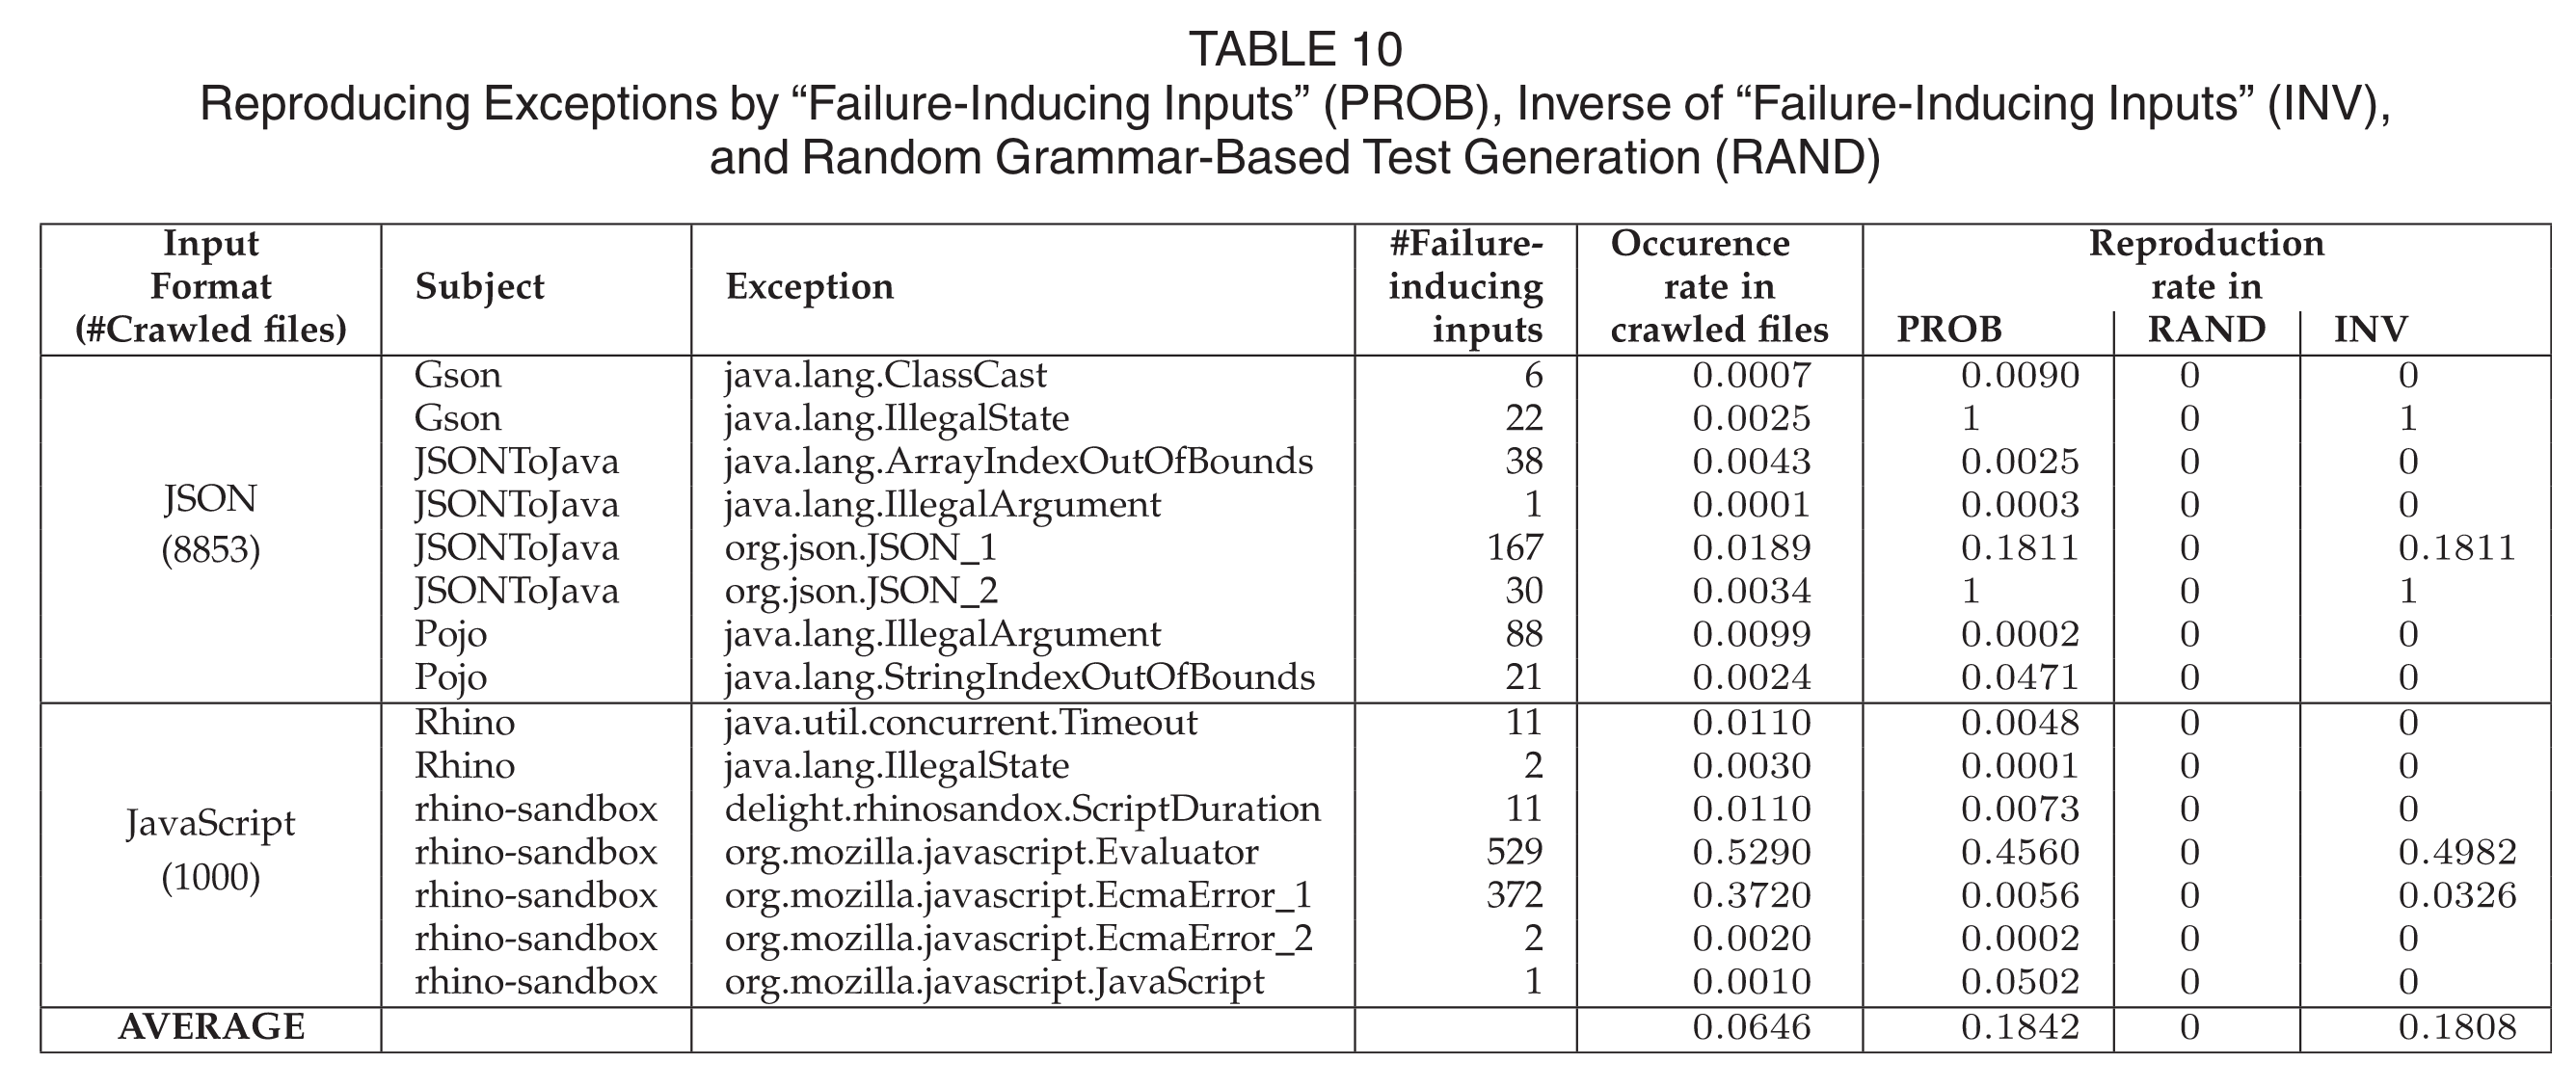 TABLE 10
Reproducing Exceptions by “Failure-Inducing Inputs” (PROB), Inverse of “Failure-Inducing Inputs” (INV),
and Random Grammar-Based Test Generation (RAND)
Input Format (#Crawled files) Subject Exception #Failure-inducing inputs Occurence rate in crawled files Reproduction rate in
PROB RAND INV
JSON
(8853)
Gson java.lang.ClassCast 6 0.0007 0.0090 0 0
Gson java.lang.IllegalState 22 0.0025 1 0 1
JSONToJava java.lang.ArrayIndexOutOfBounds 38 0.0043 0.0025 0 0
JSONToJava java.lang.IllegalArgument 1 0.0001 0.0003 0 0
JSONToJava org.json.JSON_1 167 0.0189 0.1811 0 0.1811
JSONToJava org.json.JSON_2 30 0.0034 1 0 1
Pojo java.lang.IllegalArgument 88 0.0099 0.0002 0 0
Pojo java.lang.StringIndexOutOfBounds 21 0.0024 0.0471 0 0
JavaScript
(1000)
Rhino java.util.concurrent.Timeout 11 0.0110 0.0048 0 0
Rhino java.lang.IllegalState 2 0.0030 0.0001 0 0
rhino-sandbox delight.rhinosandox.ScriptDuration 11 0.0110 0.0073 0 0
rhino-sandbox org.mozilla.javascript.Evaluator 529 0.5290 0.4560 0 0.4982
rhino-sandbox org.mozilla.javascript.EcmaError_1 372 0.3720 0.0056 0 0.0326
rhino-sandbox org.mozilla.javascript.EcmaError_2 2 0.0020 0.0002 0 0
rhino-sandbox org.mozilla.javascript.JavaScript 1 0.0010 0.0502 0 0
AVERAGE 0.0646 0.1842 0 0.1808